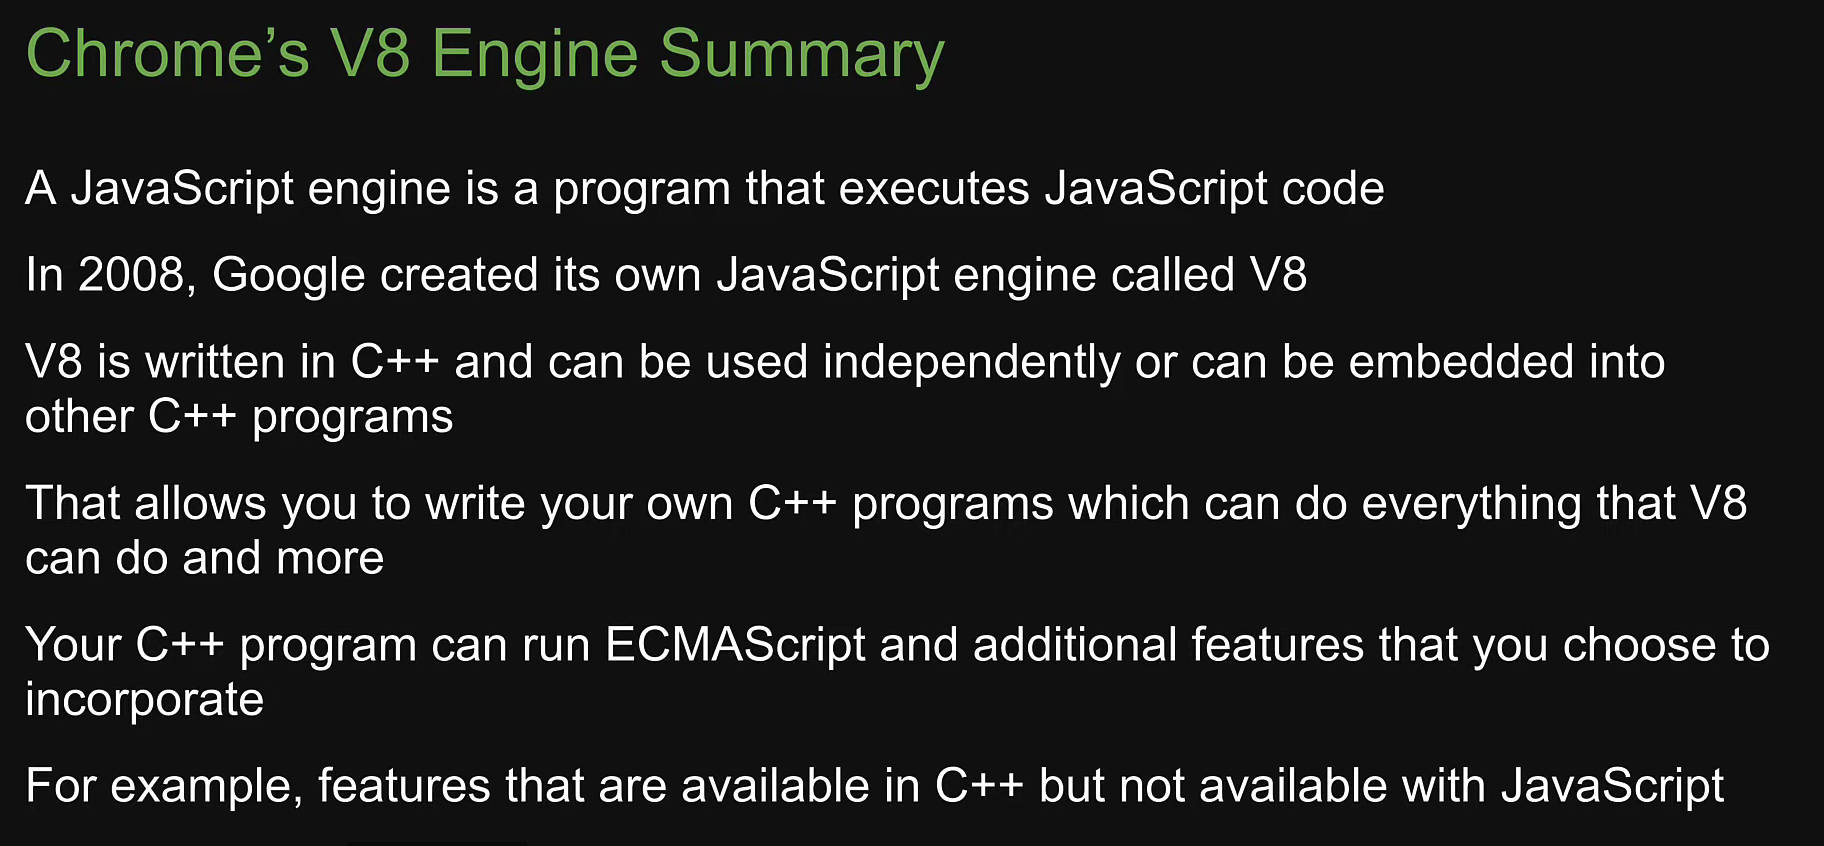 Chrome’s V8 Engine Summary
A JavaScript engine is a program that executes JavaScript code
In 2008, Google created its own JavaScript engine called V8
V8 is written in C++ and can be used independently or can be embedded into
other C++ programs
That allows you to write your own C++ programs which can do everything that V8
can do and more
Your C++ program can run ECMAScript and additional features that you choose to
incorporate
For example, features that are available in C++ but not available with JavaScript